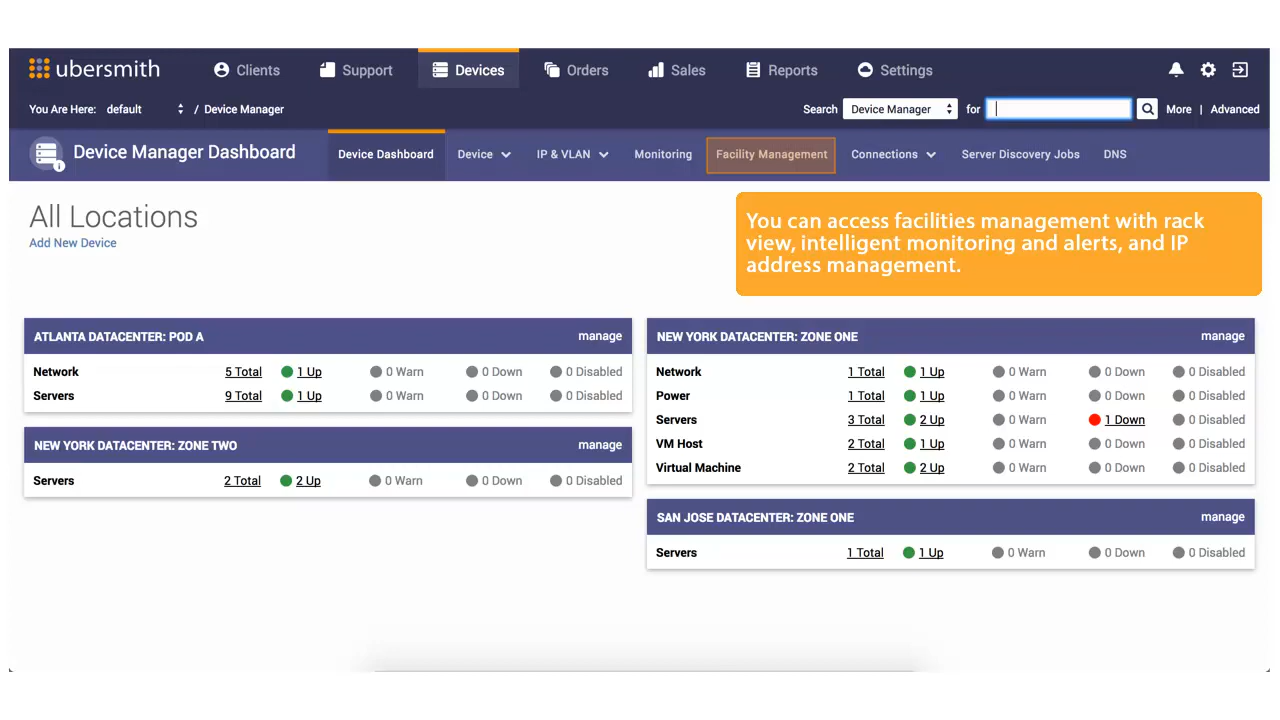 ubersmith Clients Support Devices Orders Sales Reports Settings
You Are Here: default / Device Manager Search Device Manager for More | Advanced
Device Manager Dashboard Device Dashboard Device IP & VLAN Monitoring Facility Management Connections Server Discovery Jobs DNS
All Locations
Add New Device
You can access facilities management with rack
view, intelligent monitoring and alerts, and IP
address management.
ATLANTA DATACENTER: POD A manage
Network 5 Total 1 Up 0 Warn 0 Down 0 Disabled
Servers 9 Total 1 Up 0 Warn 0 Down 0 Disabled
NEW YORK DATACENTER: ZONE TWO manage
Servers 2 Total 2 Up 0 Warn 0 Down 0 Disabled
NEW YORK DATACENTER: ZONE ONE manage
Network 1 Total 1 Up 0 Warn 0 Down 0 Disabled
Power 1 Total 1 Up 0 Warn 0 Down 0 Disabled
Servers 3 Total 2 Up 0 Warn 1 Down 0 Disabled
VM Host 2 Total 1 Up 0 Warn 0 Down 0 Disabled
Virtual Machine 2 Total 2 Up 0 Warn 0 Down 0 Disabled
SAN JOSE DATACENTER: ZONE ONE manage
Servers 1 Total 1 Up 0 Warn 0 Down 0 Disabled